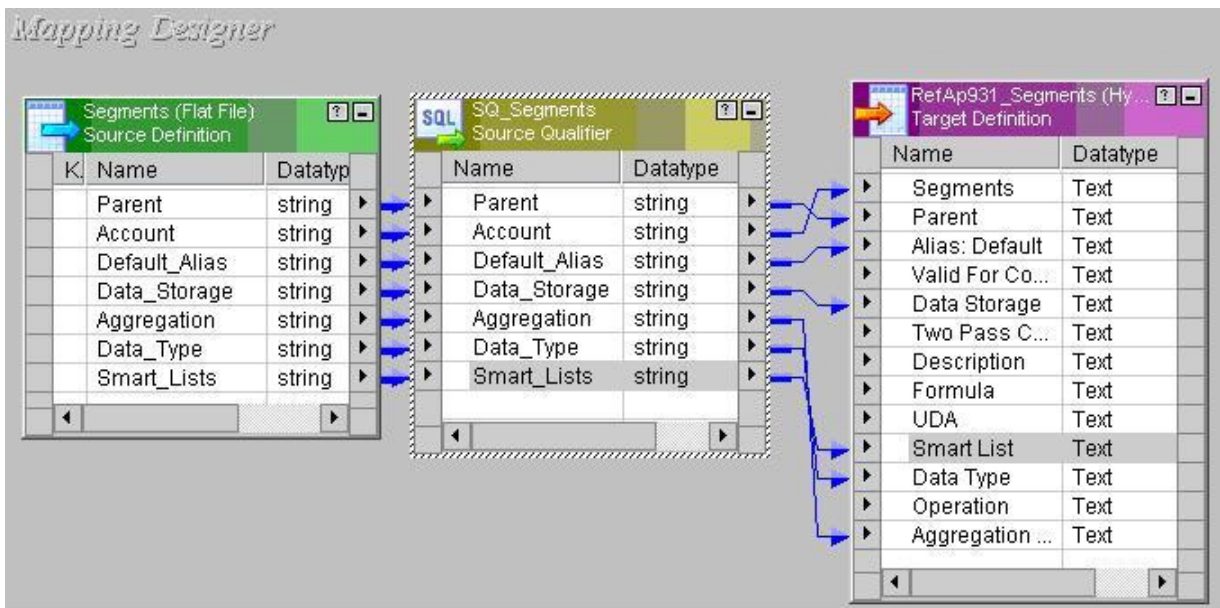 Mapping Designer
Segments (Flat File)
Source Definition
K. Name Datatyp
Parent string
Account string
Default_Alias string
Data_Storage string
Aggregation string
Data_Type string
Smart_Lists string
SQL
SQ_Segments
Source Qualifier
Name Datatype
Parent string
Account string
Default_Alias string
Data_Storage string
Aggregation string
Data_Type string
Smart_Lists string
RefAp931_Segments (Hy...
Target Definition
Name Datatype
Segments Text
Parent Text
Alias: Default Text
Valid For Co... Text
Data Storage Text
Two Pass C... Text
Description Text
Formula Text
UDA Text
Smart List Text
Data Type Text
Operation Text
Aggregation ... Text